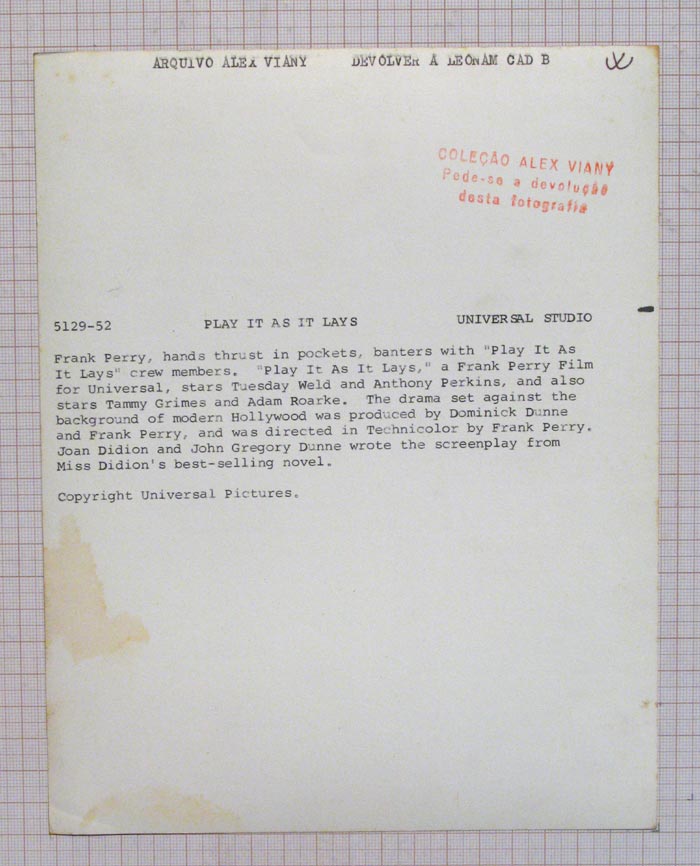 ARQUIVO ALEX VIANY DEVOLVER A LEONAM CAD B
COLEÇÃO ALEX VIANY
Pede-se a devolução
desta fotografia
5129-52 PLAY IT AS IT LAYS UNIVERSAL STUDIO
Frank Perry, hands thrust in pockets, banters with "Play It As
It Lays" crew members. "Play It As It Lays," a Frank Perry Film
for Universal, stars Tuesday Weld and Anthony Perkins, and also
stars Tammy Grimes and Adam Roarke. The drama set against the
background of modern Hollywood was produced by Dominick Dunne
and Frank Perry, and was directed in Technicolor by Frank Perry.
Joan Didion and John Gregory Dunne wrote the screenplay from
Miss Didion's best-selling novel.
Copyright Universal Pictures.